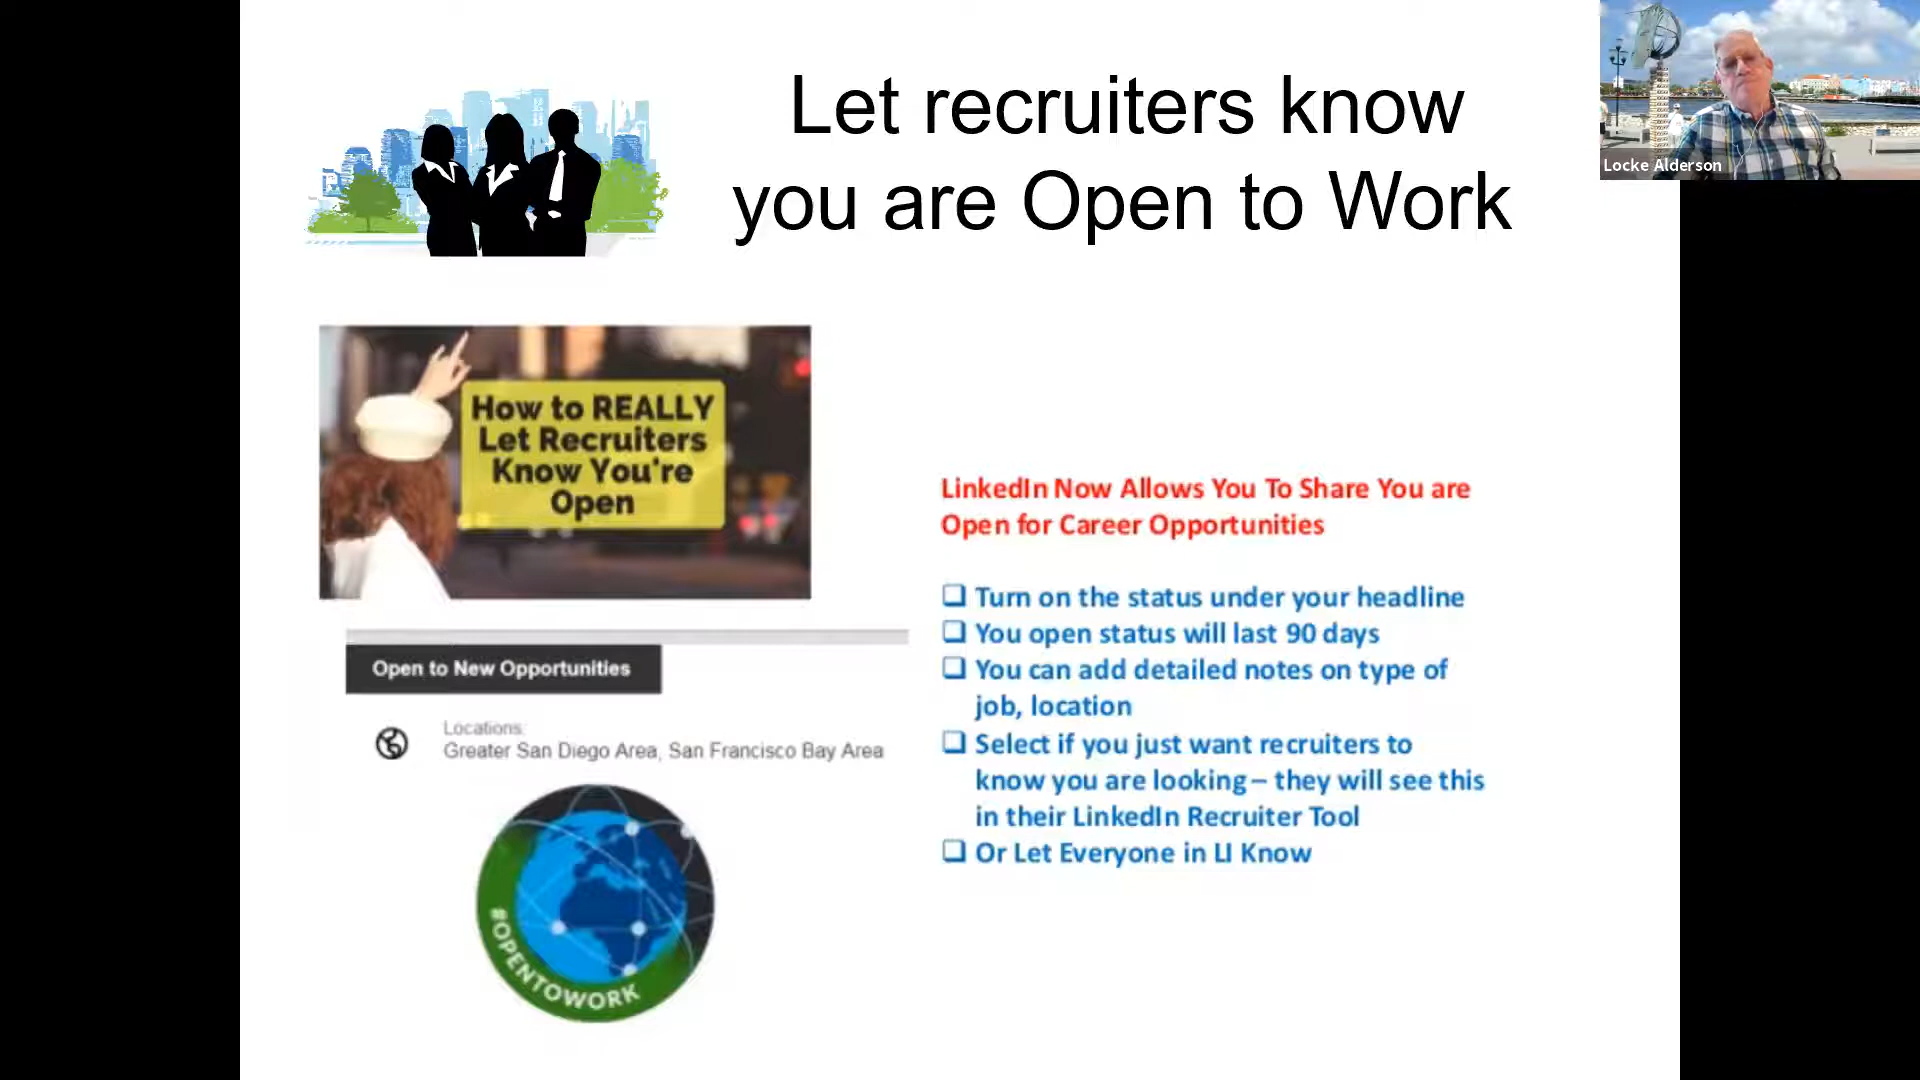 Let recruiters know
you are Open to Work
Locke Alderson
How to REALLY
Let Recruiters
Know You're
Open
Open to New Opportunities
Locations:
Greater San Diego Area, San Francisco Bay Area
#OPENTOWORK
LinkedIn Now Allows You To Share You are
Open for Career Opportunities
❑ Turn on the status under your headline
❑ You open status will last 90 days
❑ You can add detailed notes on type of
job, location
❑ Select if you just want recruiters to
know you are looking – they will see this
in their LinkedIn Recruiter Tool
❑ Or Let Everyone in LI Know